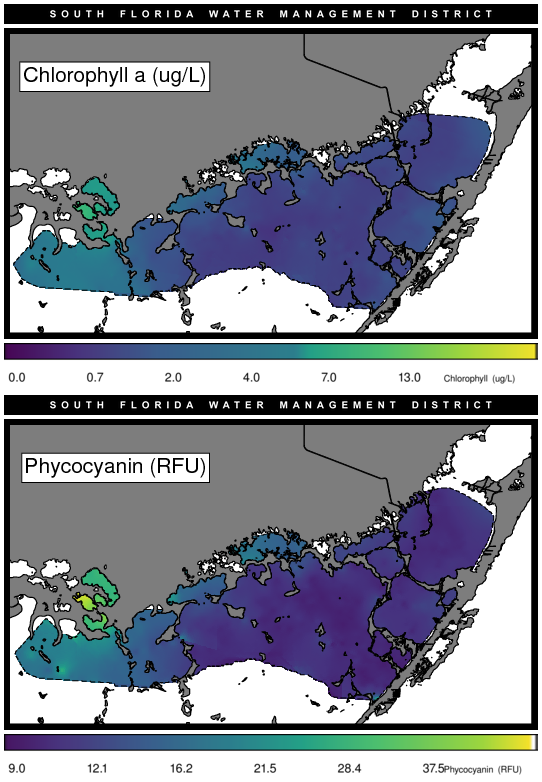 SOUTH FLORIDA WATER MANAGEMENT DISTRICT
Chlorophyll a (ug/L)
0.0 0.7 2.0 4.0 7.0 13.0 Chlorophyll (ug/L)
SOUTH FLORIDA WATER MANAGEMENT DISTRICT
Phycocyanin (RFU)
9.0 12.1 16.2 21.5 28.4 37.5 Phycocyanin (RFU)